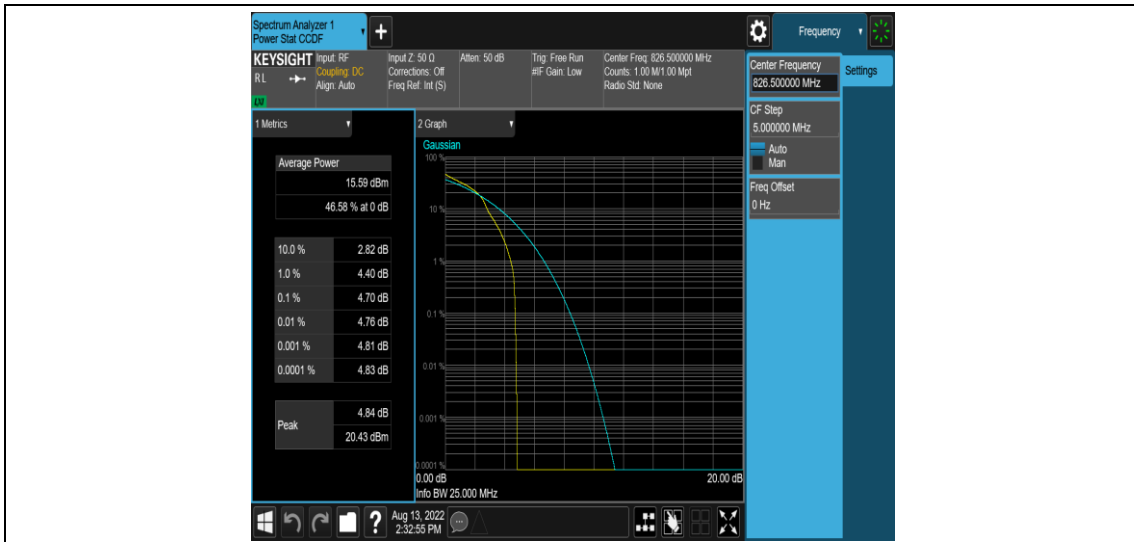 Spectrum Analyzer 1
Power Stat CCDF
+
Frequency
KEYSIGHT
RL
LM
Input: RF
Coupling: DC
Align: Auto
Input Z: 50 Ω
Corrections: Off
Freq Ref: Int (S)
Atten: 50 dB
Trig: Free Run
#IF Gain: Low
Center Freq: 826.500000 MHz
Counts: 1.00 M/1.00 Mpt
Radio Std: None
Center Frequency
826.500000 MHz
Settings
CF Step
5.000000 MHz
Auto
Man
Freq Offset
0 Hz
1 Metrics
Average Power
15.59 dBm
46.58 % at 0 dB
10.0 % 2.82 dB
1.0 % 4.40 dB
0.1 % 4.70 dB
0.01 % 4.76 dB
0.001 % 4.81 dB
0.0001 % 4.83 dB
Peak
4.84 dB
20.43 dBm
2 Graph
Gaussian
100 %
10 %
1 %
0.1 %
0.01 %
0.001 %
0.0001 %
0.00 dB 20.00 dB
Info BW 25.000 MHz
?
Aug 13, 2022
2:32:55 PM